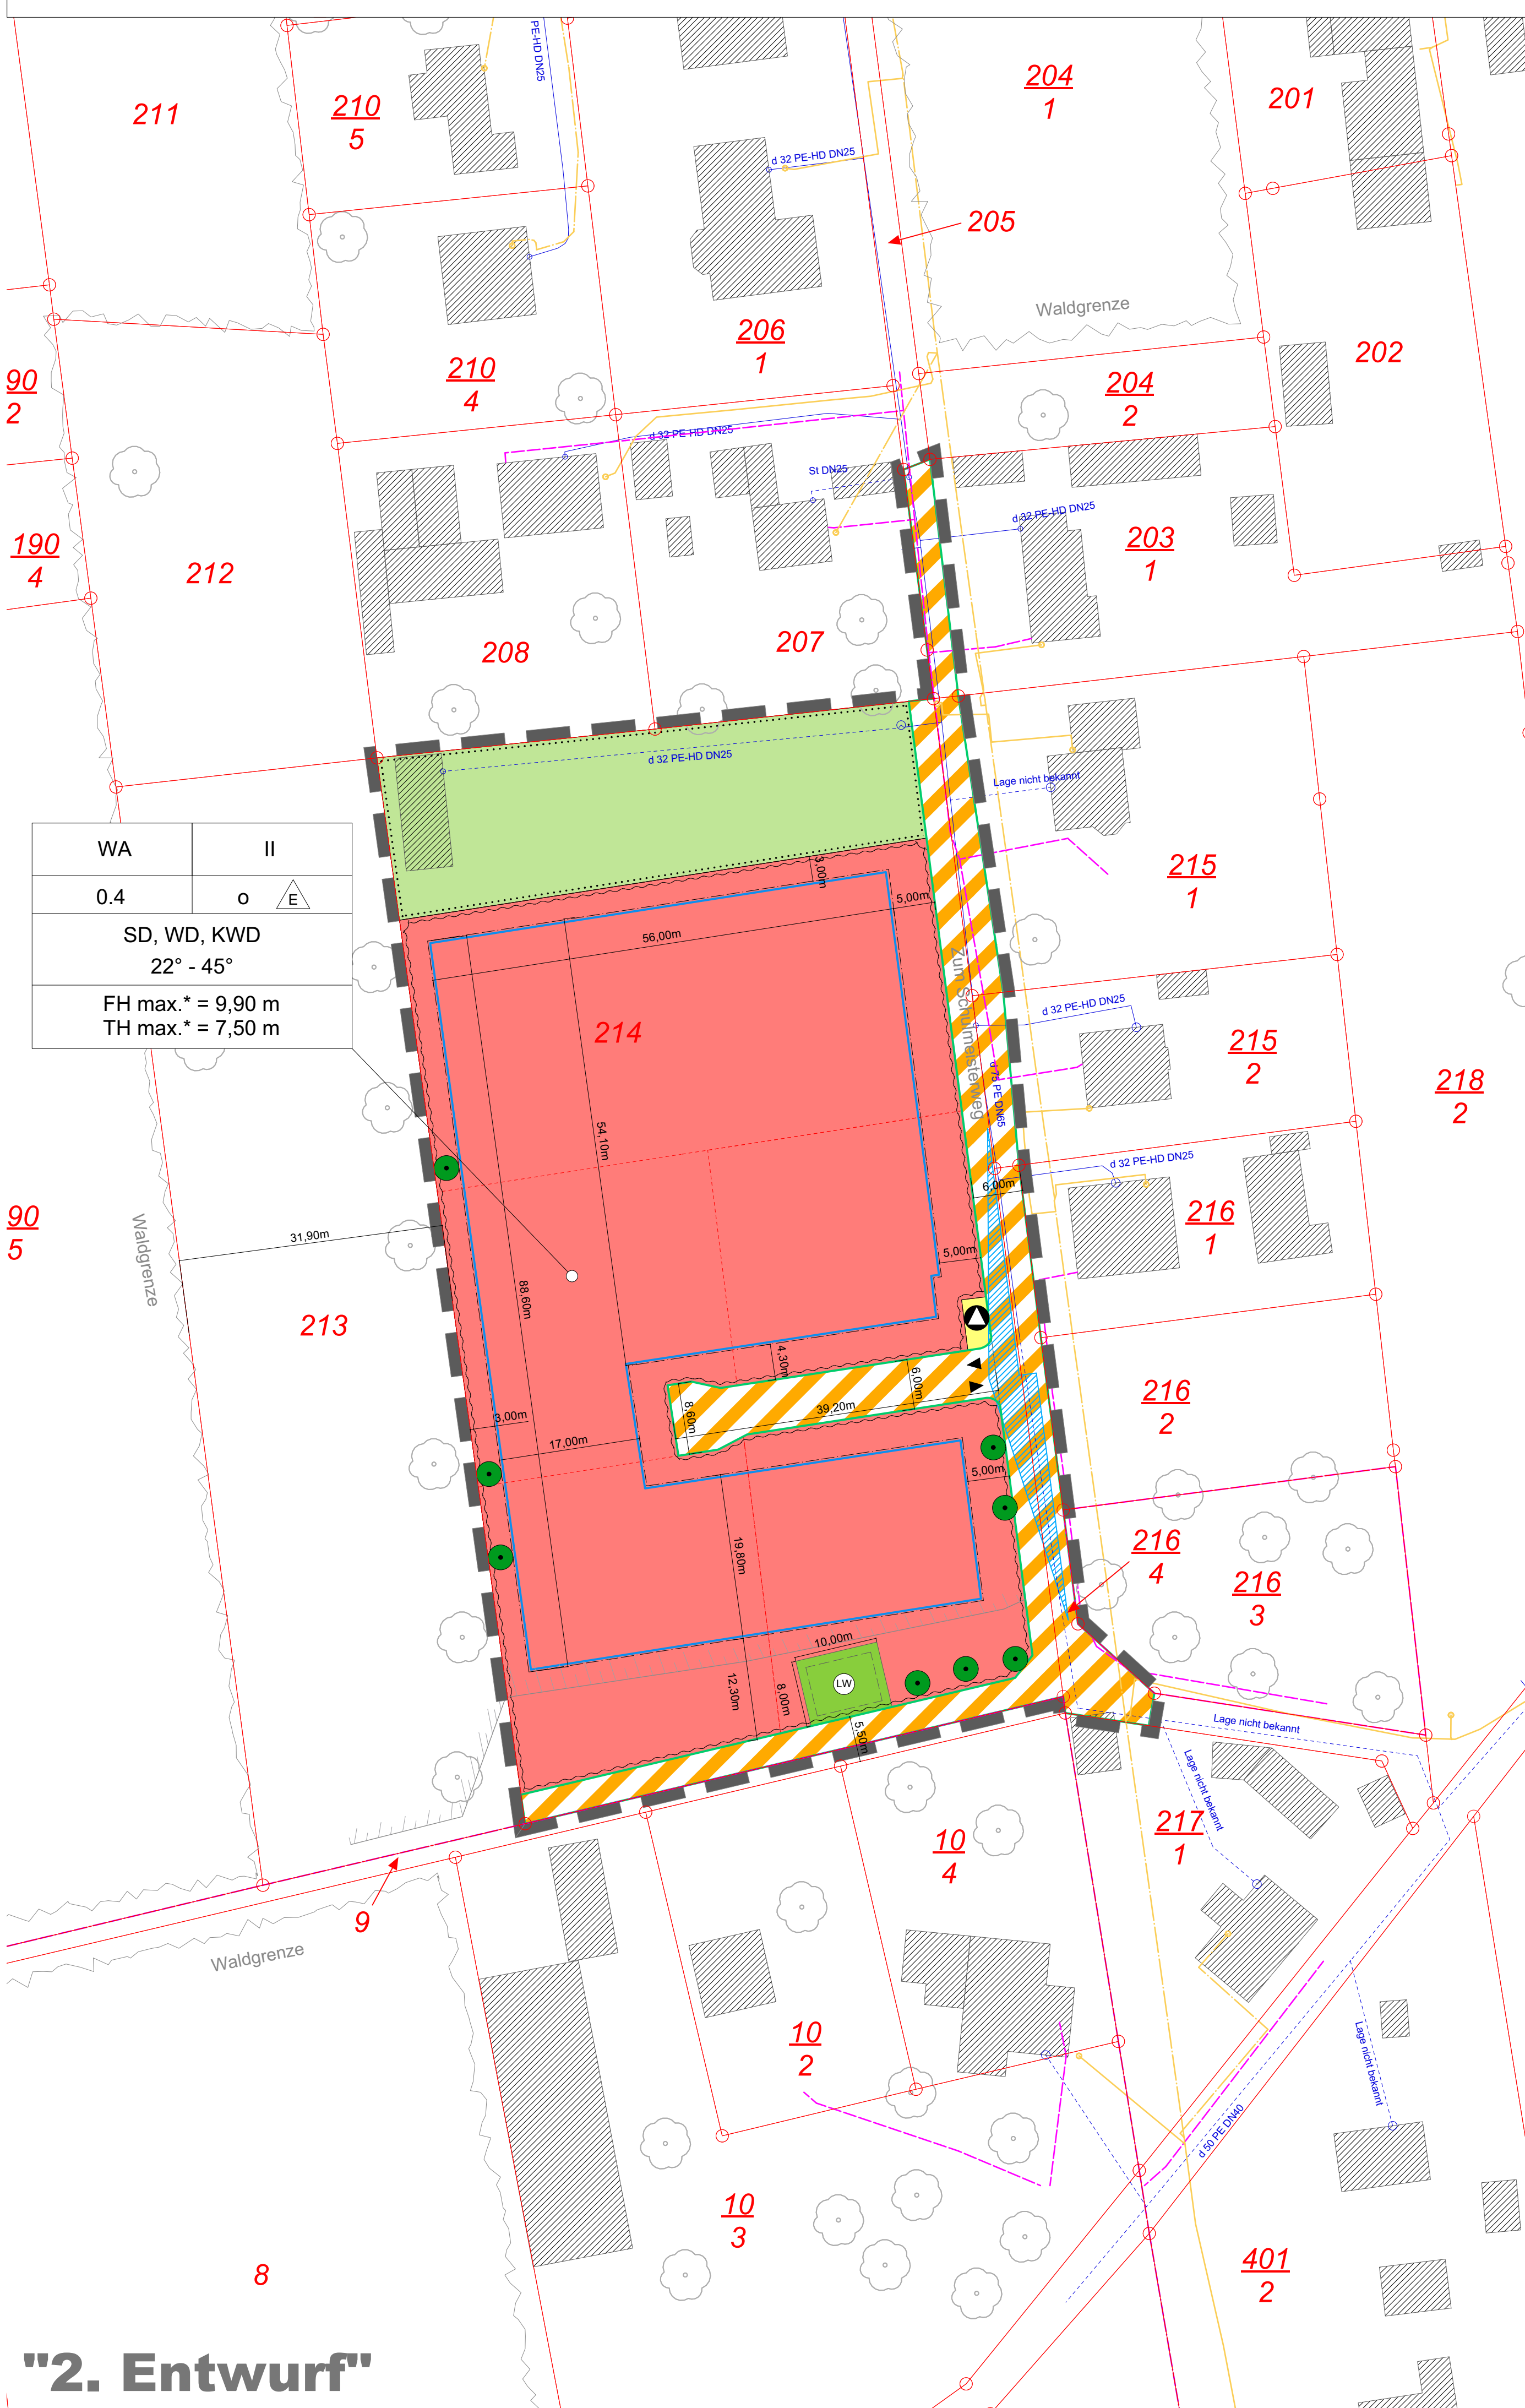 PE-HD DN25
211
210
5
204
1
201
d 32 PE-HD DN25
205
Waldgrenze
206
1
202
210
4
90
2
204
2
d 32 PE-HD DN25
St DN25
d 32 PE-HD DN25
190
4
212
203
1
208
207
d 32 PE-HD DN25
Lage nicht bekannt
WA
II
0.4
o
E
SD, WD, KWD
22° - 45°
FH max.* = 9,90 m
TH max.* = 7,50 m
3,00m
5,00m
56,00m
215
1
214
Zum Schulmeisterweg
d 32 PE-HD DN25
215
2
d 75 PE DN65
218
2
54,10m
d 32 PE-HD DN25
6,00m
90
5
Waldgrenze
31,90m
216
1
5,00m
88,60m
213
4,30m
6,00m
216
2
8,60m
39,20m
3,00m
17,00m
5,00m
19,80m
216
4
216
3
10,00m
LW
12,30m
8,00m
5,50m
Lage nicht bekannt
Lage nicht bekannt
217
1
10
4
9
Waldgrenze
10
2
Lage nicht bekannt
d 50 PE DN40
10
3
8
401
2
"2. Entwurf"